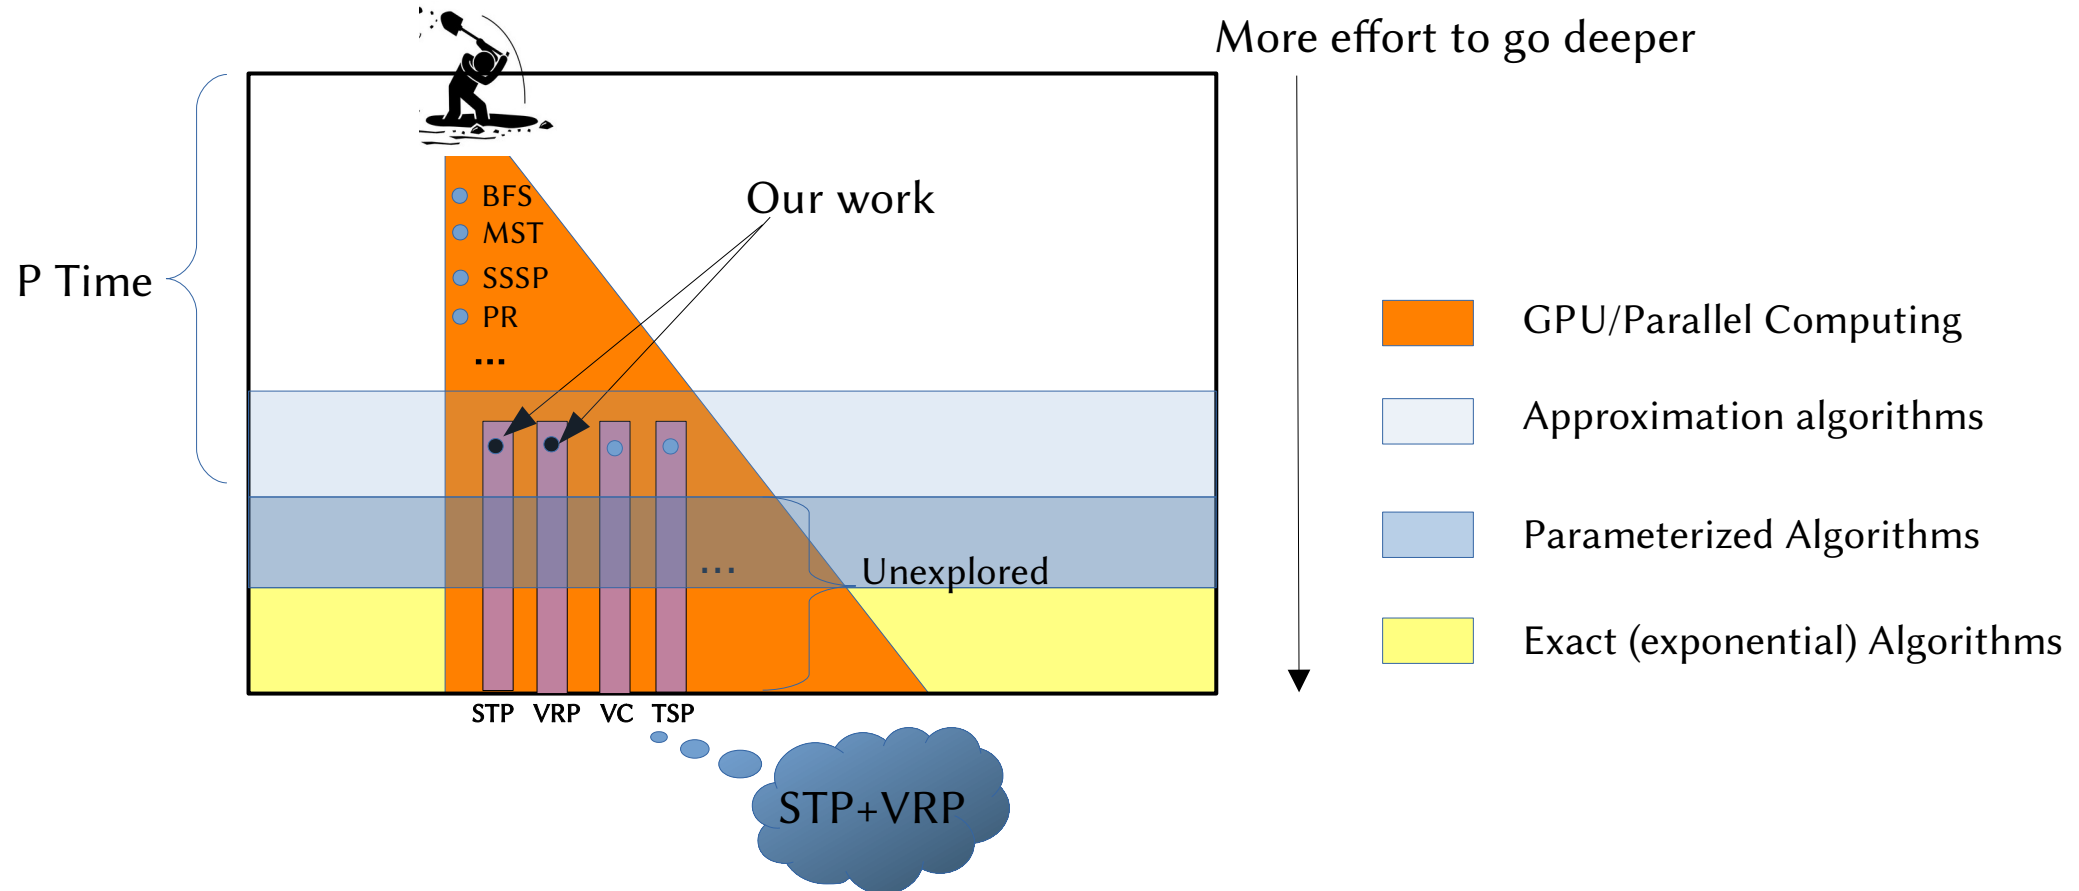 More effort to go deeper
BFS
Our work
MST
P Time
SSSP
PR
...
GPU/Parallel Computing
Approximation algorithms
Parameterized Algorithms
...
Unexplored
Exact (exponential) Algorithms
STP VRP VC TSP
STP+VRP